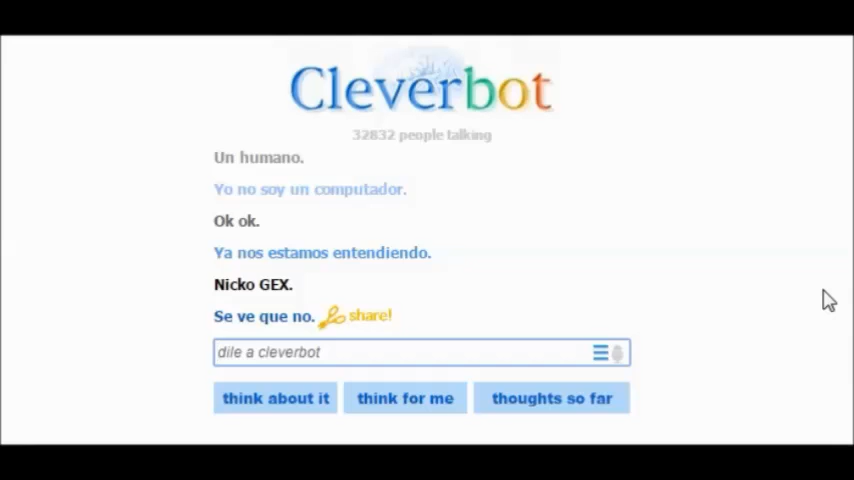 Cleverbot
32832 people talking
Un humano.
Yo no soy un computador.
Ok ok.
Ya nos estamos entendiendo.
Nicko GEX.
Se ve que no. share!
dile a cleverbot
think about it think for me thoughts so far